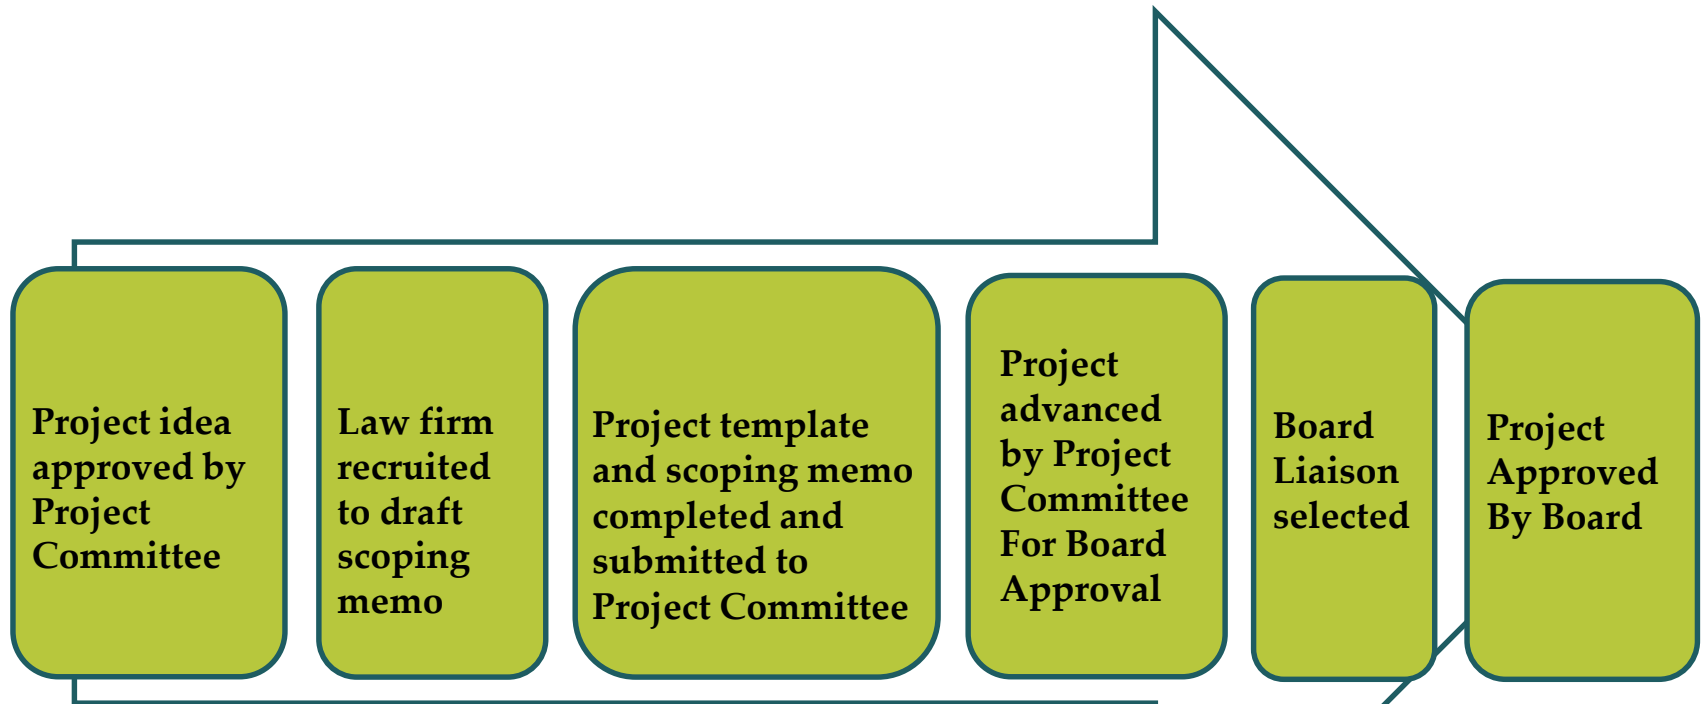 Project idea
approved by
Project
Committee
Law firm
recruited
to draft
scoping
memo
Project template
and scoping memo
completed and
submitted to
Project Committee
Project
advanced
by Project
Committee
For Board
Approval
Board
Liaison
selected
Project
Approved
By Board